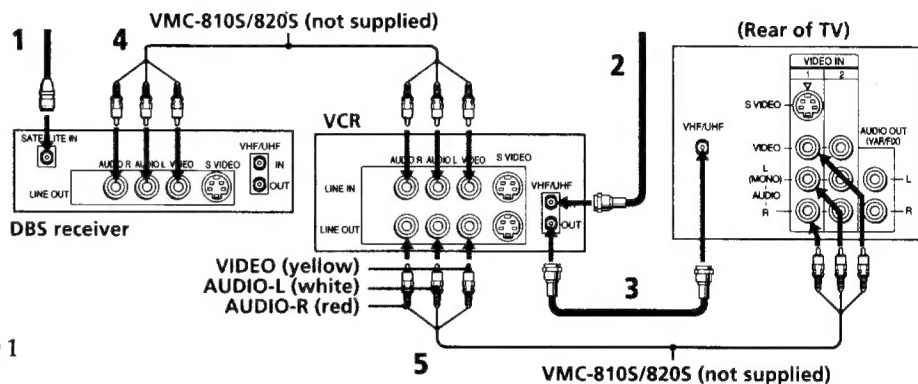 VMC-810S/820S (not supplied)
1
4
2
(Rear of TV)
VIDEO IN
1 2
S VIDEO
VCR
SATELLITE IN
VHF/UHF
AUDIO R AUDIO L VIDEO
S VIDEO
IN
OUT
LINE OUT
DBS receiver
AUDIO R AUDIO L VIDEO
S VIDEO
LINE IN
VHF/UHF
OUT
LINE OUT
VHF/UHF
VIDEO
AUDIO OUT
(VAR/FIX)
L
(MONO)
AUDIO
R
L
R
VIDEO (yellow)
AUDIO-L (white)
AUDIO-R (red)
3
5
1
VMC-810S/820S (not supplied)